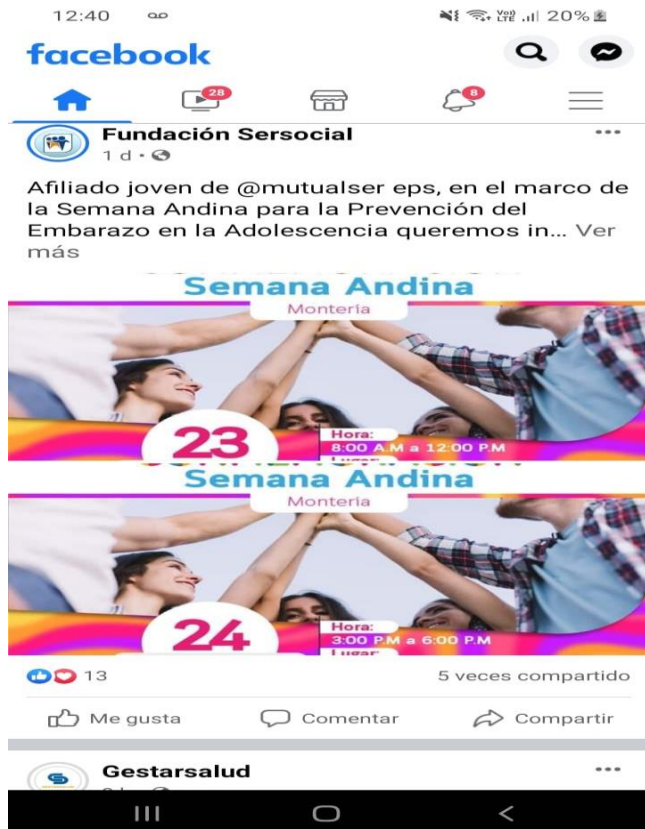 12:40
20%
facebook
28
8
Fundación Sersocial
1 d
Afiliado joven de @mutualser eps, en el marco de
la Semana Andina para la Prevención del
Embarazo en la Adolescencia queremos in... Ver
más
Semana Andina
Montería
23
Hora:
8:00 A.M a 12:00 P.M
Semana Andina
Montería
24
Hora:
3:00 P.M a 6:00 P.M
Lugar:
13
5 veces compartido
Me gusta
Comentar
Compartir
Gestarsalud